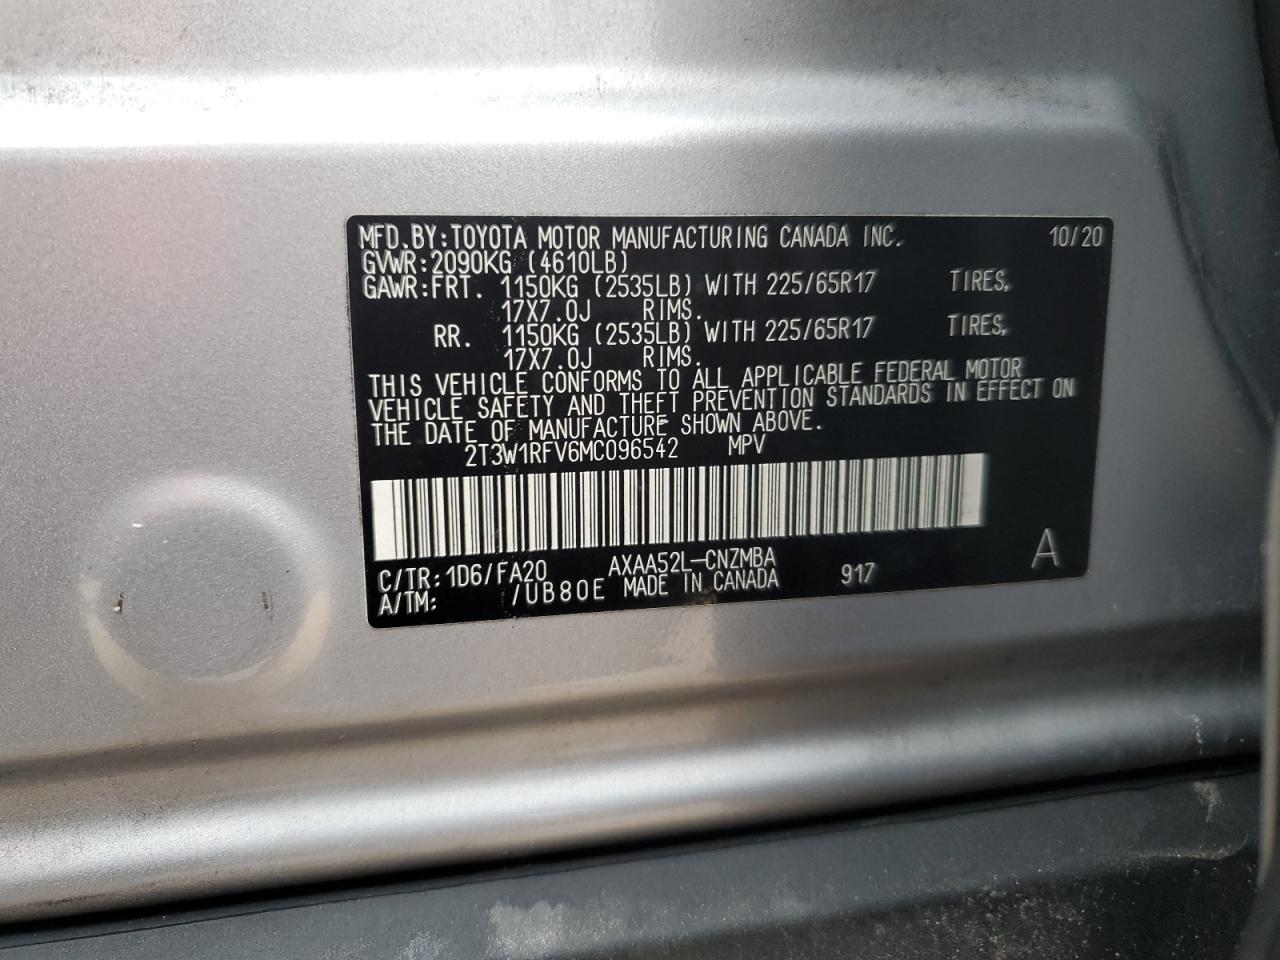 MFD.BY:TOYOTA MOTOR MANUFACTURING CANADA INC. 10/20
GVWR:2090KG (4610LB)
GAWR:FRT. 1150KG (2535LB) WITH 225/65R17 TIRES,
17X7.0J RIMS.
RR. 1150KG (2535LB) WITH 225/65R17 TIRES,
17X7.0J RIMS.
THIS VEHICLE CONFORMS TO ALL APPLICABLE FEDERAL MOTOR
VEHICLE SAFETY AND THEFT PREVENTION STANDARDS IN EFFECT ON
THE DATE OF MANUFACTURE SHOWN ABOVE.
2T3W1RFV6MC096542 MPV
C/TR:1D6/FA20 AXAA52L-CNZMBA 917 A
A/TM: /UB80E MADE IN CANADA